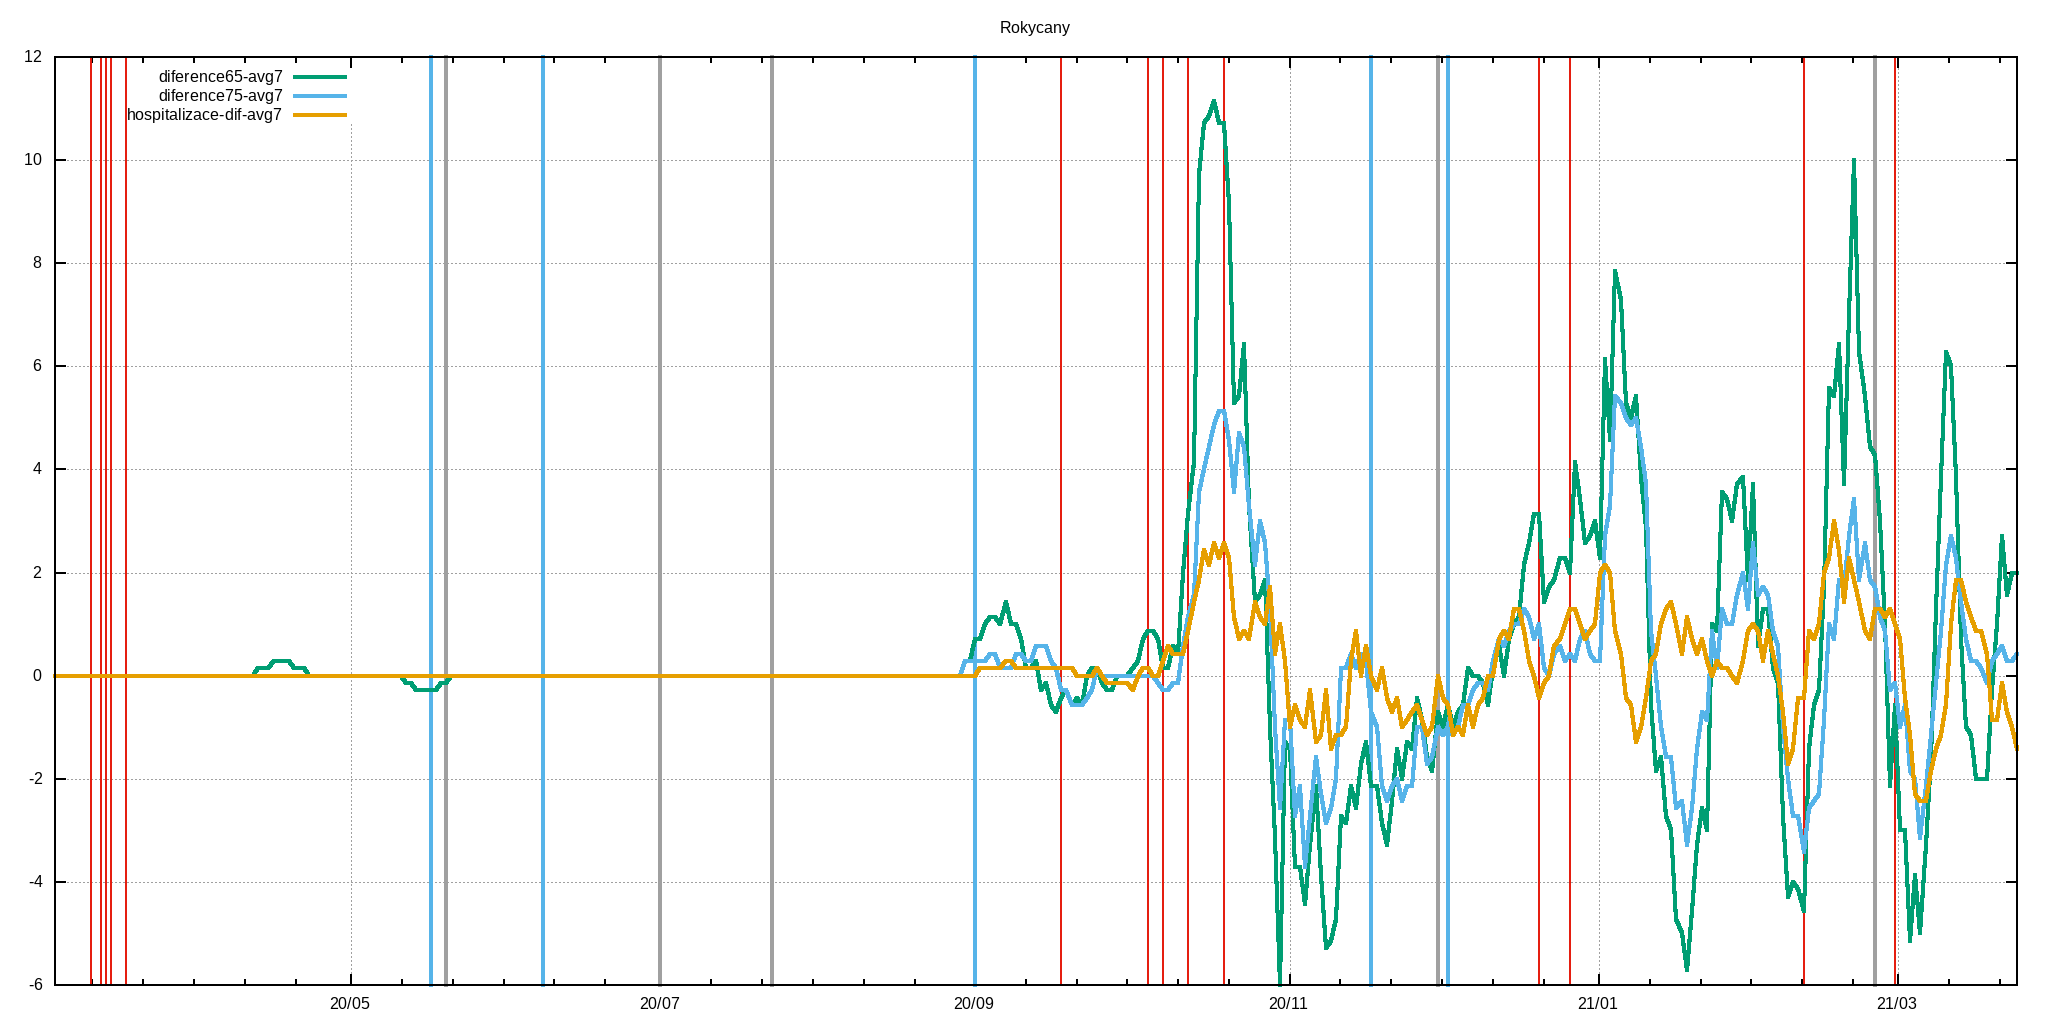 Rokycany
diference65-avg7
diference75-avg7
hospitalizace-dif-avg7
12
10
8
6
4
2
0
-2
-4
-6
20/05 20/07 20/09 20/11 21/01 21/03